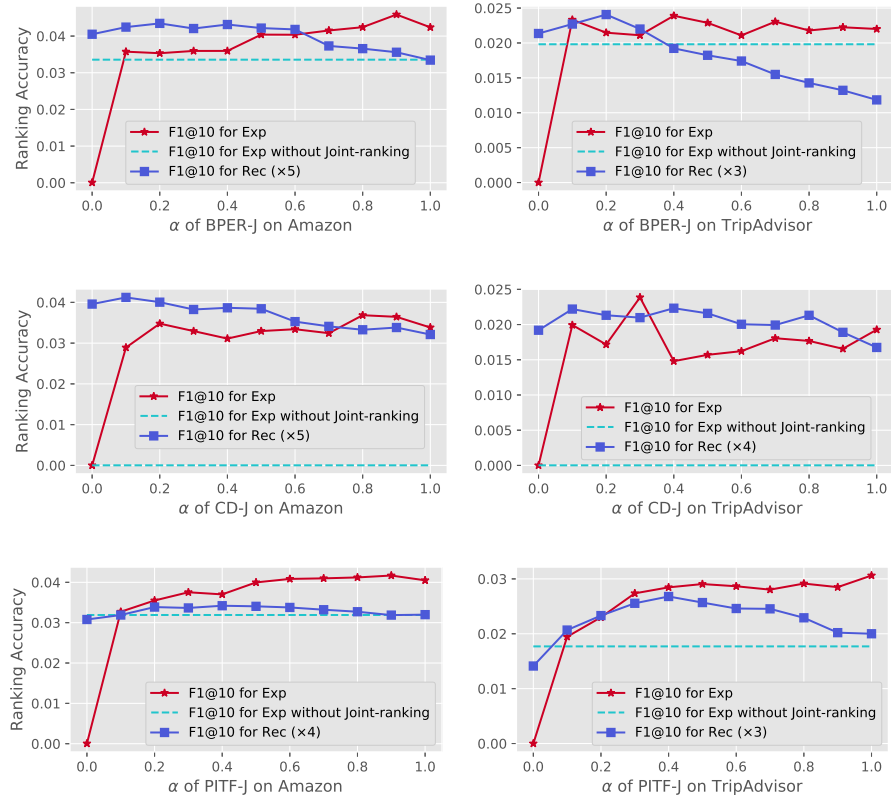 Ranking Accuracy
0.04
0.03
0.02
0.01
0.00
F1@10 for Exp
F1@10 for Exp without Joint-ranking
F1@10 for Rec (×5)
0.0 0.2 0.4 0.6 0.8 1.0
α of BPER-J on Amazon
0.025
0.020
0.015
0.010
0.005
0.000
F1@10 for Exp
F1@10 for Exp without Joint-ranking
F1@10 for Rec (×3)
0.0 0.2 0.4 0.6 0.8 1.0
α of BPER-J on TripAdvisor
Ranking Accuracy
0.04
0.03
0.02
0.01
0.00
F1@10 for Exp
F1@10 for Exp without Joint-ranking
F1@10 for Rec (×5)
0.0 0.2 0.4 0.6 0.8 1.0
α of CD-J on Amazon
0.025
0.020
0.015
0.010
0.005
0.000
F1@10 for Exp
F1@10 for Exp without Joint-ranking
F1@10 for Rec (×4)
0.0 0.2 0.4 0.6 0.8 1.0
α of CD-J on TripAdvisor
Ranking Accuracy
0.04
0.03
0.02
0.01
0.00
F1@10 for Exp
F1@10 for Exp without Joint-ranking
F1@10 for Rec (×4)
0.0 0.2 0.4 0.6 0.8 1.0
α of PITF-J on Amazon
0.03
0.02
0.01
0.00
F1@10 for Exp
F1@10 for Exp without Joint-ranking
F1@10 for Rec (×3)
0.0 0.2 0.4 0.6 0.8 1.0
α of PITF-J on TripAdvisor